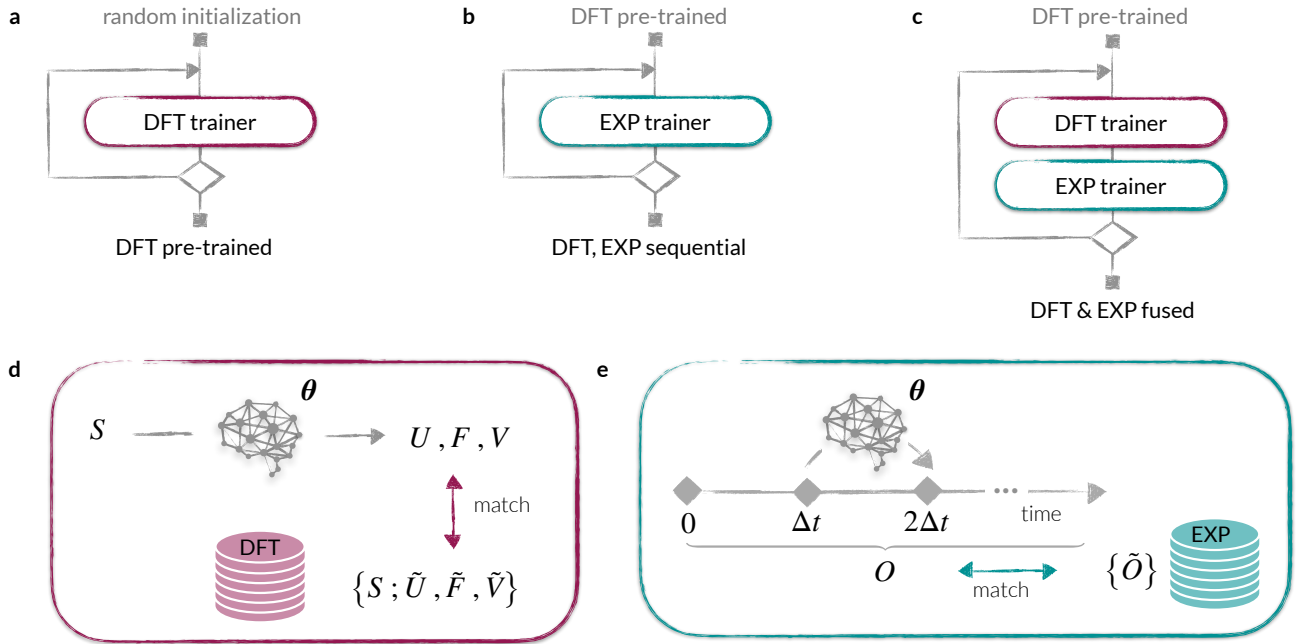 a
random initialization
DFT trainer
DFT pre-trained
b
DFT pre-trained
EXP trainer
DFT, EXP sequential
c
DFT pre-trained
DFT trainer
EXP trainer
DFT & EXP fused
d
θ
S
U , F , V
match
DFT
{S ; Ũ , F̃ , Ṽ}
e
θ
0
Δt
2Δt
...
time
O
match
{Õ}
EXP